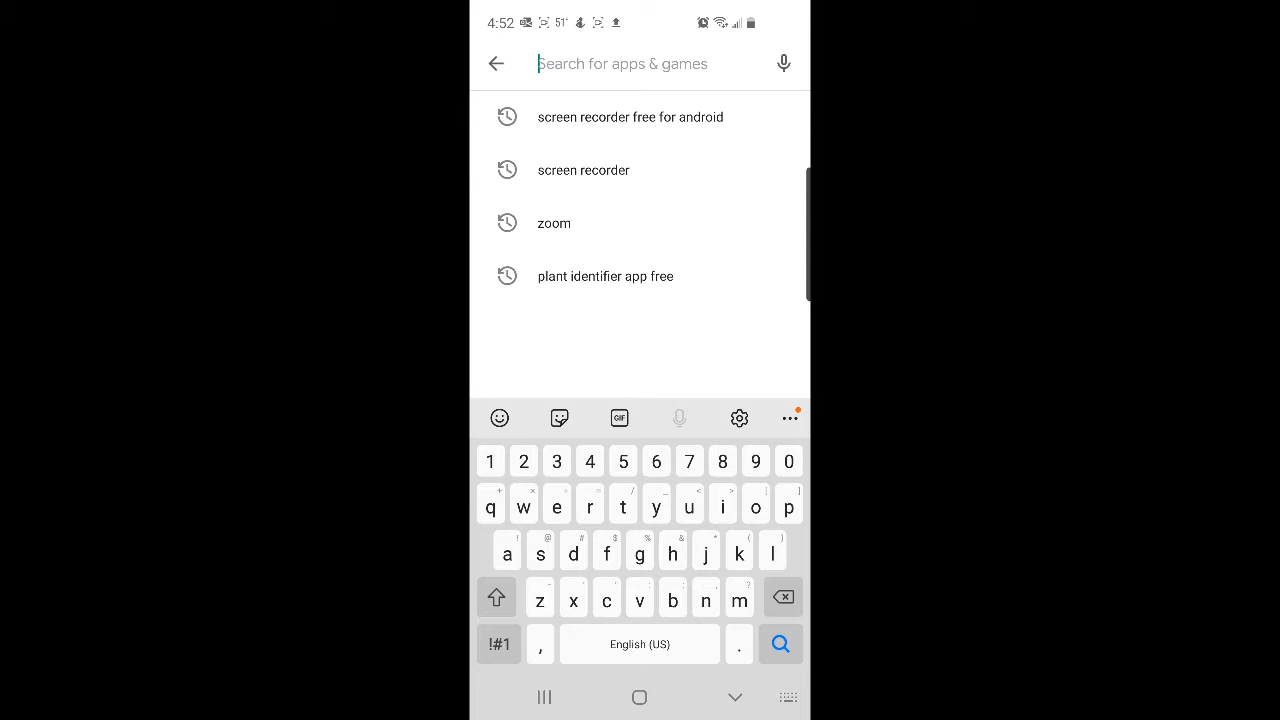 4:52 51°
Search for apps & games
screen recorder free for android
screen recorder
zoom
plant identifier app free
GIF
1 2 3 4 5 6 7 8 9 0
q w e r t y u i o p
a s d f g h j k l
z x c v b n m
!#1 , English (US) .